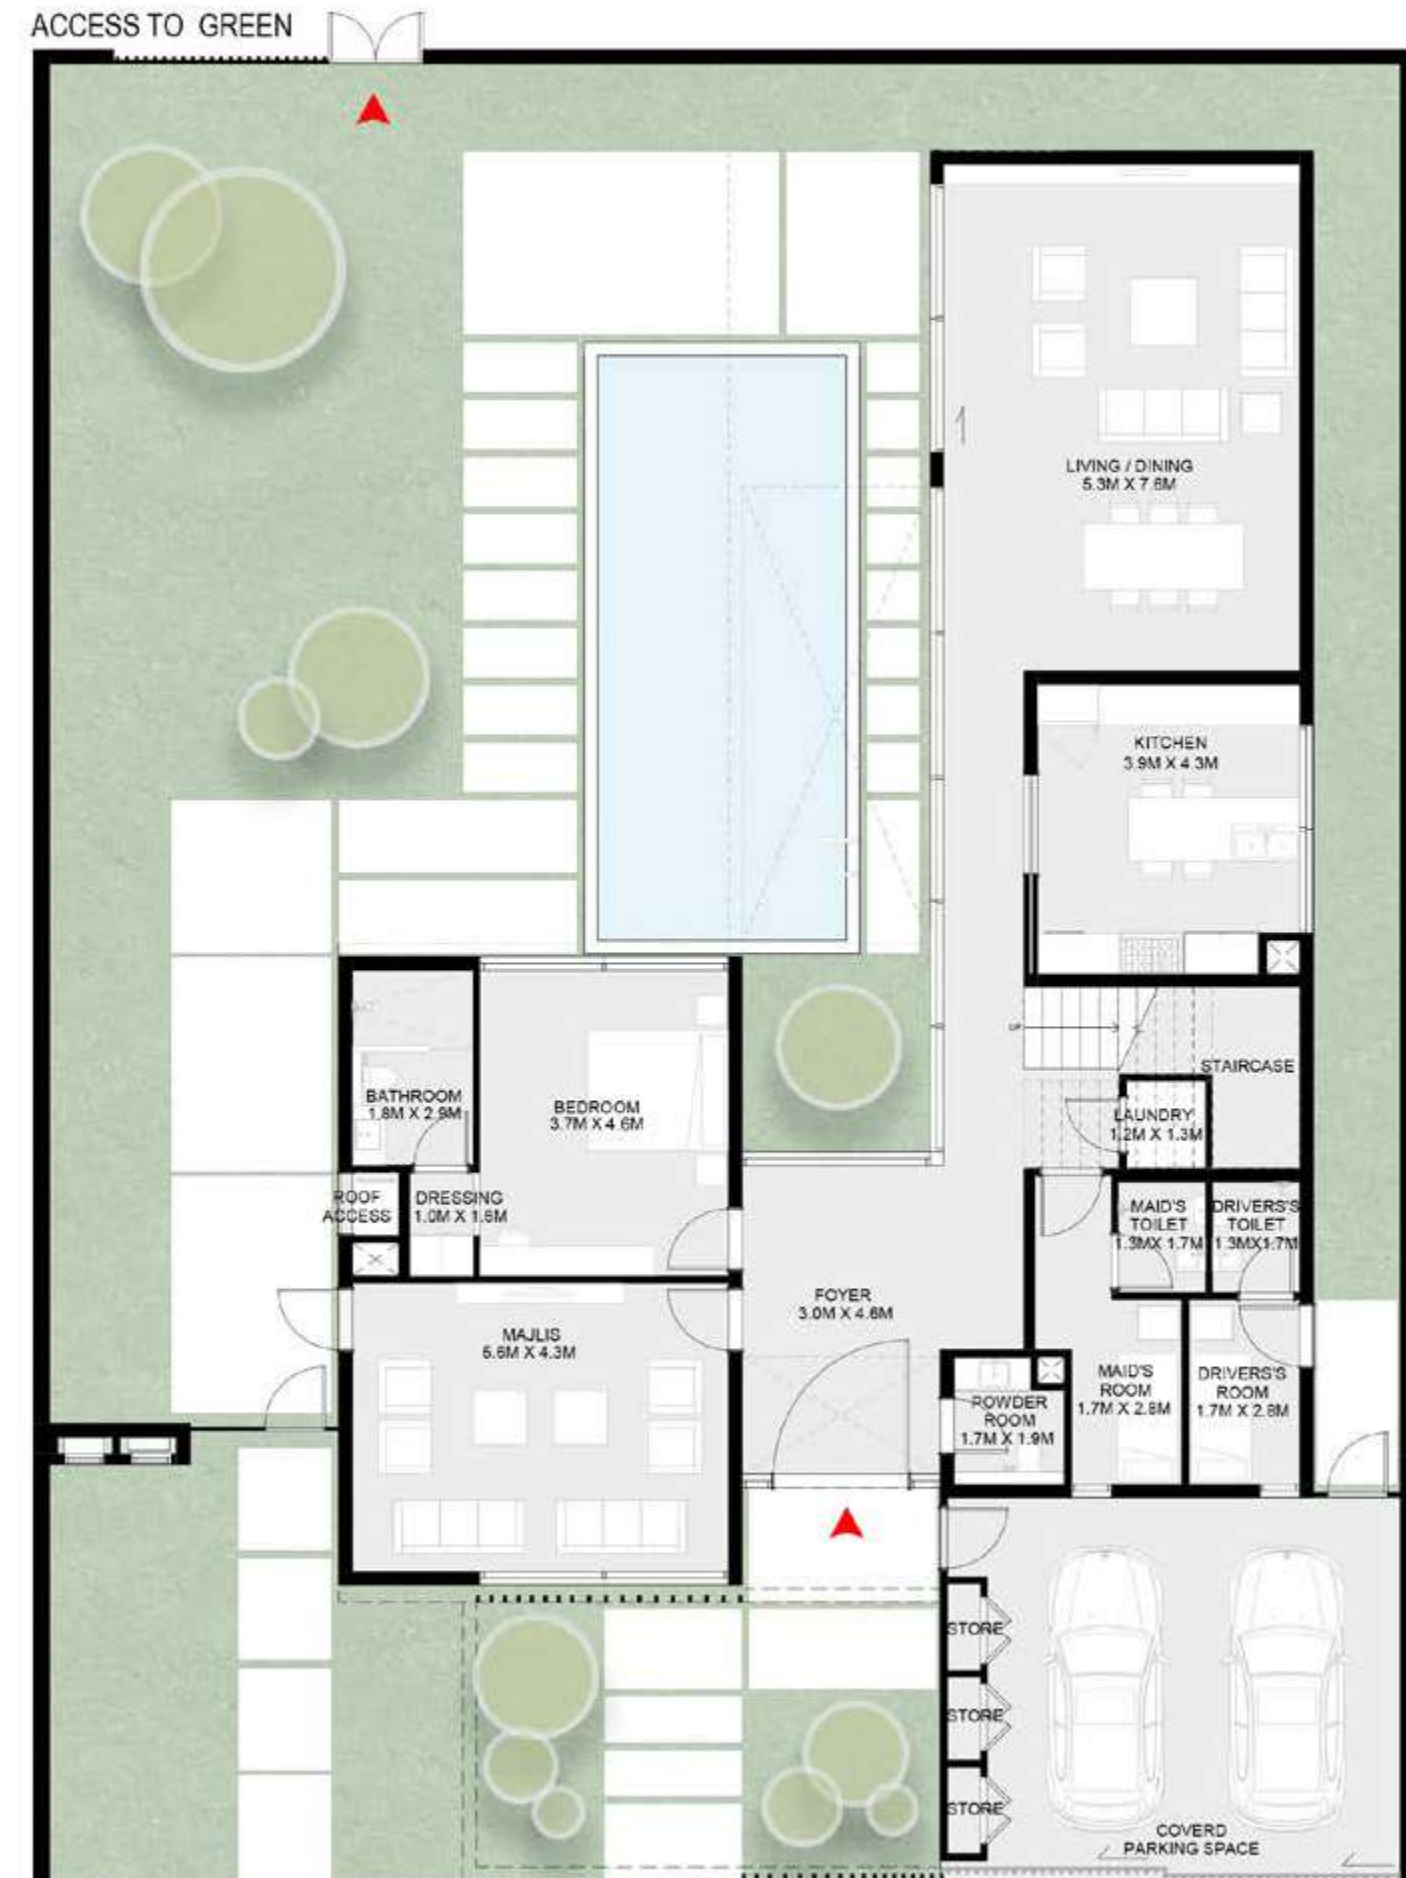 ACCESS TO GREEN
LIVING / DINING
5.3M X 7.6M
KITCHEN
3.9M X 4.3M
STAIRCASE
LAUNDRY
1.2M X 1.3M
BATHROOM
1.8M X 2.9M
BEDROOM
3.7M X 4.6M
ROOF
ACCESS
DRESSING
1.0M X 1.6M
MAID'S
TOILET
1.3MX 1.7M
DRIVERS'S
TOILET
1.3MX1.7M
FOYER
3.0M X 4.6M
MAJLIS
5.6M X 4.3M
MAID'S
ROOM
1.7M X 2.8M
DRIVERS'S
ROOM
1.7M X 2.8M
POWDER
ROOM
1.7M X 1.9M
STORE
STORE
STORE
COVERD
PARKING SPACE